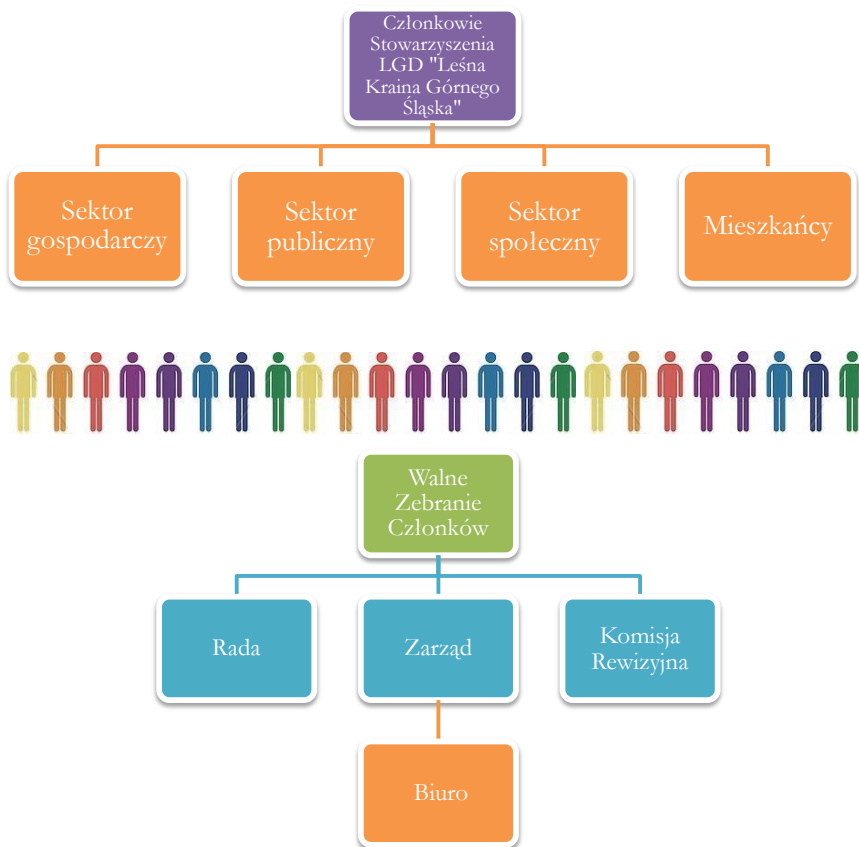 Członkowie
Stowarzyszenia
LGD "Leśna
Kraina Górnego
Śląska"
Sektor
gospodarczy
Sektor
publiczny
Sektor
społeczny
Mieszkańcy
Walne
Zebranie
Członków
Rada
Zarząd
Komisja
Rewizyjna
Biuro